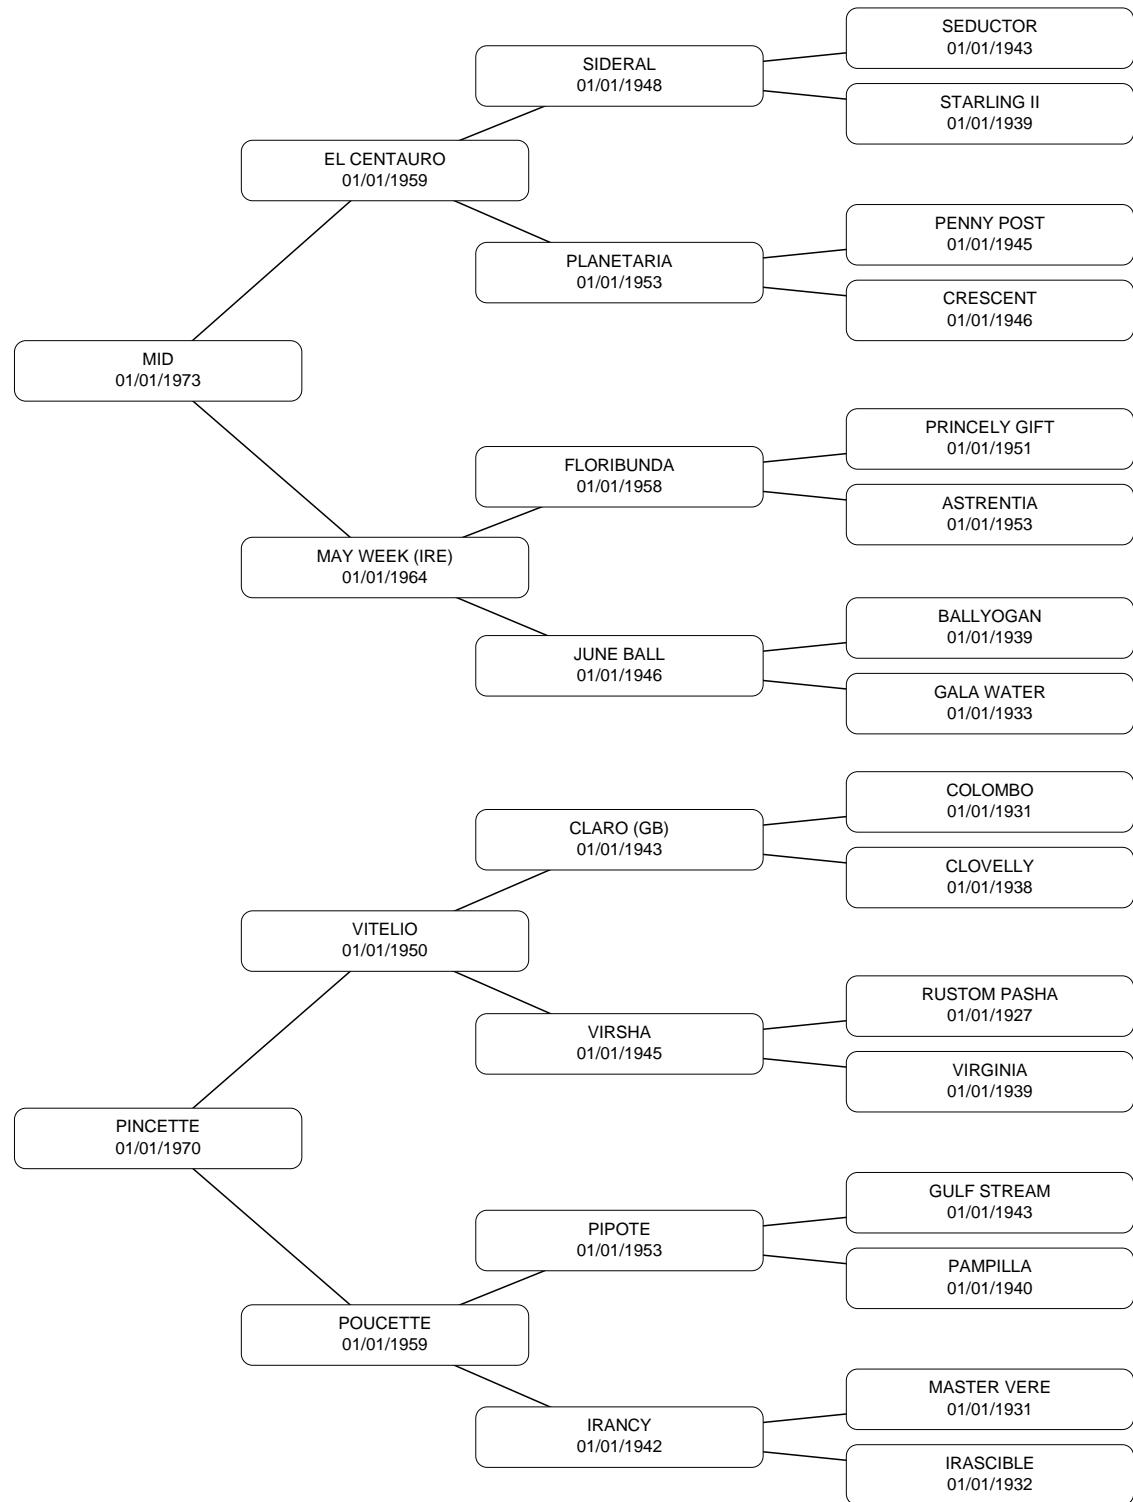 SEDUCTOR
01/01/1943
SIDERAL
01/01/1948
STARLING II
01/01/1939
EL CENTAURO
01/01/1959
PENNY POST
01/01/1945
PLANETARIA
01/01/1953
CRESCENT
01/01/1946
MID
01/01/1973
PRINCELY GIFT
01/01/1951
FLORIBUNDA
01/01/1958
ASTRENTIA
01/01/1953
MAY WEEK (IRE)
01/01/1964
BALLYOGAN
01/01/1939
JUNE BALL
01/01/1946
GALA WATER
01/01/1933
COLOMBO
01/01/1931
CLARO (GB)
01/01/1943
CLOVELLY
01/01/1938
VITELIO
01/01/1950
RUSTOM PASHA
01/01/1927
VIRSHA
01/01/1945
VIRGINIA
01/01/1939
PINCETTE
01/01/1970
GULF STREAM
01/01/1943
PIPOTE
01/01/1953
PAMPILLA
01/01/1940
POUCETTE
01/01/1959
MASTER VERE
01/01/1931
IRANCY
01/01/1942
IRASCIBLE
01/01/1932